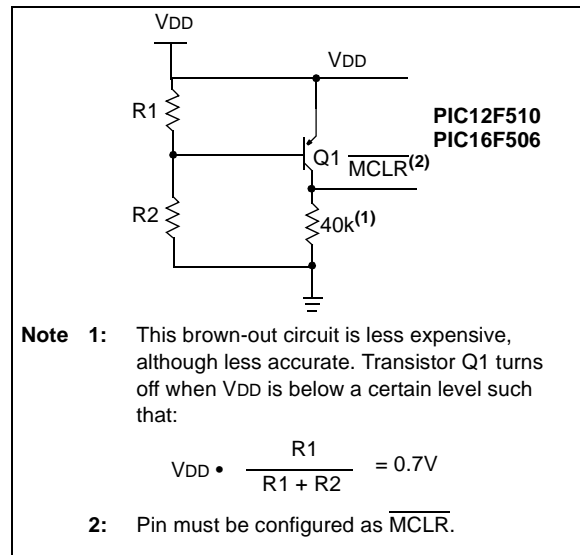 VDD
VDD
R1
PIC12F510
PIC16F506
Q1
MCLR(2)
R2
40k(1)
Note 1: This brown-out circuit is less expensive,
although less accurate. Transistor Q1 turns
off when VDD is below a certain level such
that:
VDD • R1 / R1 + R2 = 0.7V
2: Pin must be configured as MCLR.